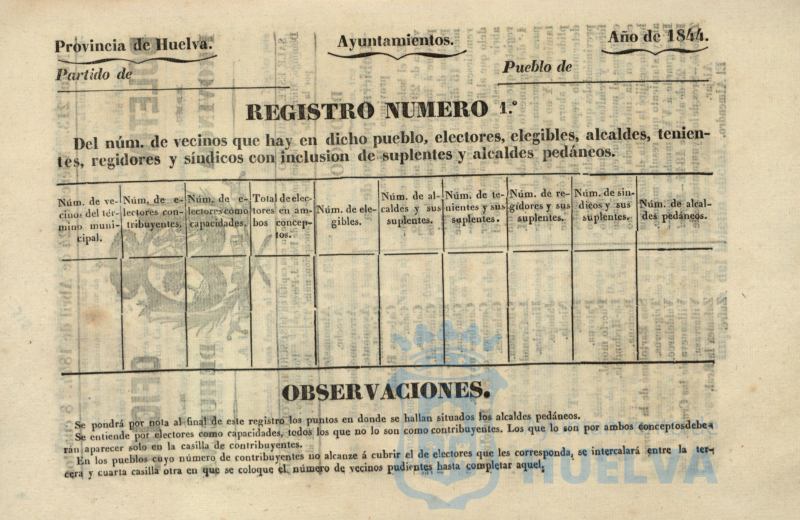 Provincia de Huelva. Ayuntamientos. Año de 1844.
Partido de Pueblo de
REGISTRO NUMERO 1.º
Del núm. de vecinos que hay en dicho pueblo, electores, elegibles, alcaldes, tenien-
tes, regidores y síndicos con inclusion de suplentes y alcaldes pedáneos.
Núm. de ve-
cinos del tér-
mino muni-
cipal.
Núm. de e-
lectores con-
tribuyentes.
Núm. de e-
lectores como
capacidades.
Total de elec-
tores en am-
bos concep-
tos.
Núm. de ele-
gibles.
Núm. de al-
caldes y sus
suplentes.
Núm. de te-
nientes y sus
suplentes.
Núm. de re-
gidores y sus
suplentes.
Núm. de sín-
dicos y sus
suplentes.
Núm. de alcal-
des pedáneos.
OBSERVACIONES.
Se pondrá por nota al final de este registro los puntos en donde se hallan situados los alcaldes pedáneos.
Se entiende por electores como capacidades, todos los que no lo son como contribuyentes. Los que lo son por ambos conceptos debe-
rán aparecer solo en la casilla de contribuyentes.
En los pueblos cuyo número de contribuyentes no alcanze á cubrir el de electores que les corresponda, se intercalará entre la ter-
cera y cuarta casilla otra en que se coloque el número de vecinos pudientes hasta completar aquel.
HUELVA